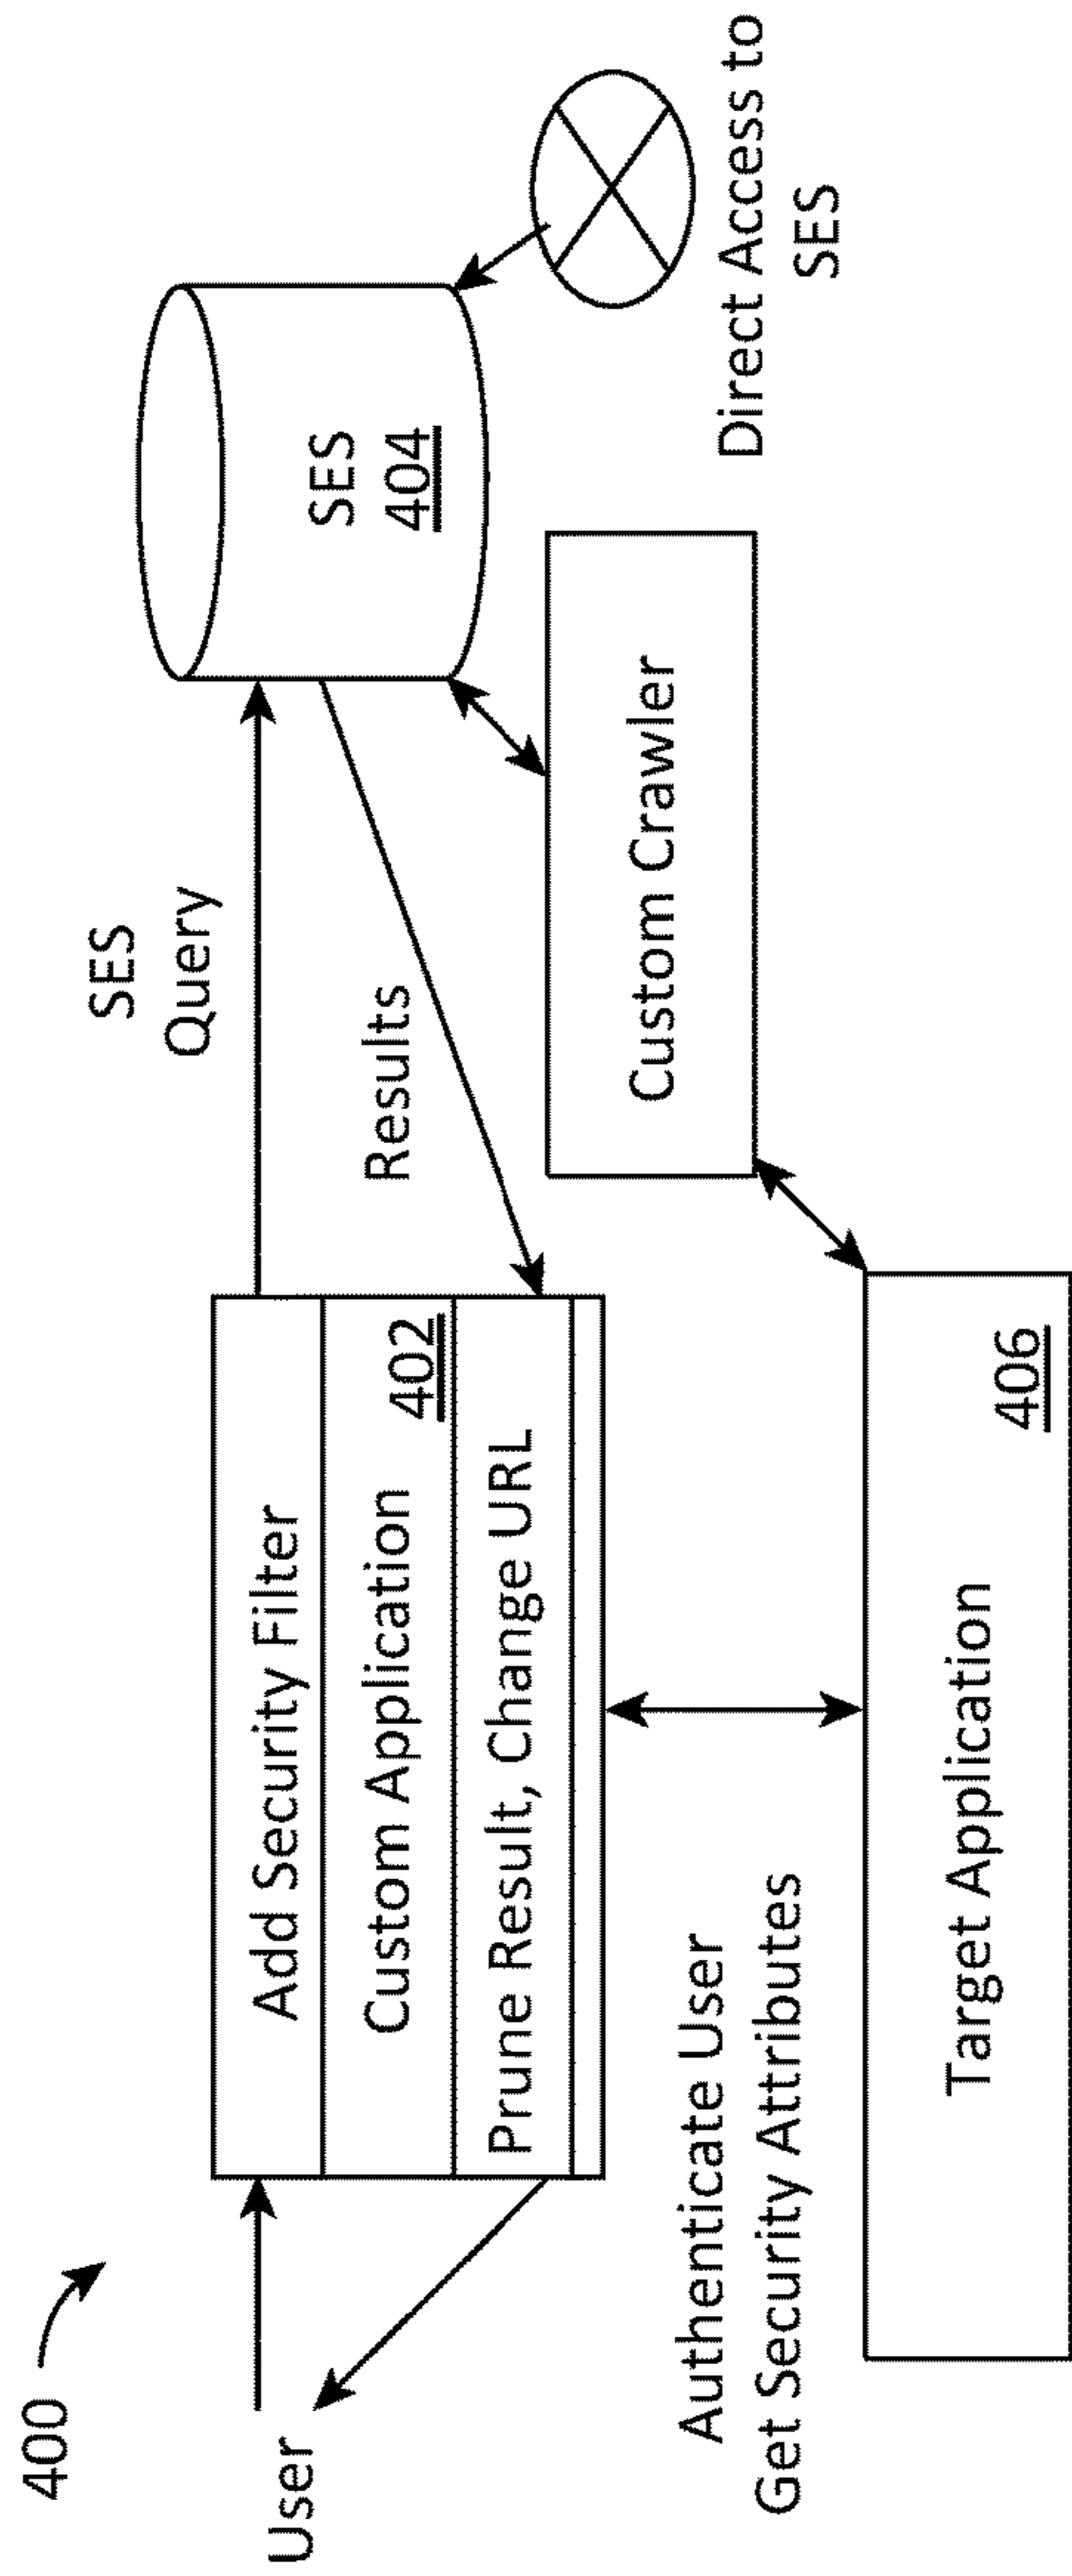 400
User
Add Security Filter
Custom Application
402
Prune Result, Change URL
SES
Query
Results
SES
404
Direct Access to
SES
Custom Crawler
Authenticate User
Get Security Attributes
Target Application
406